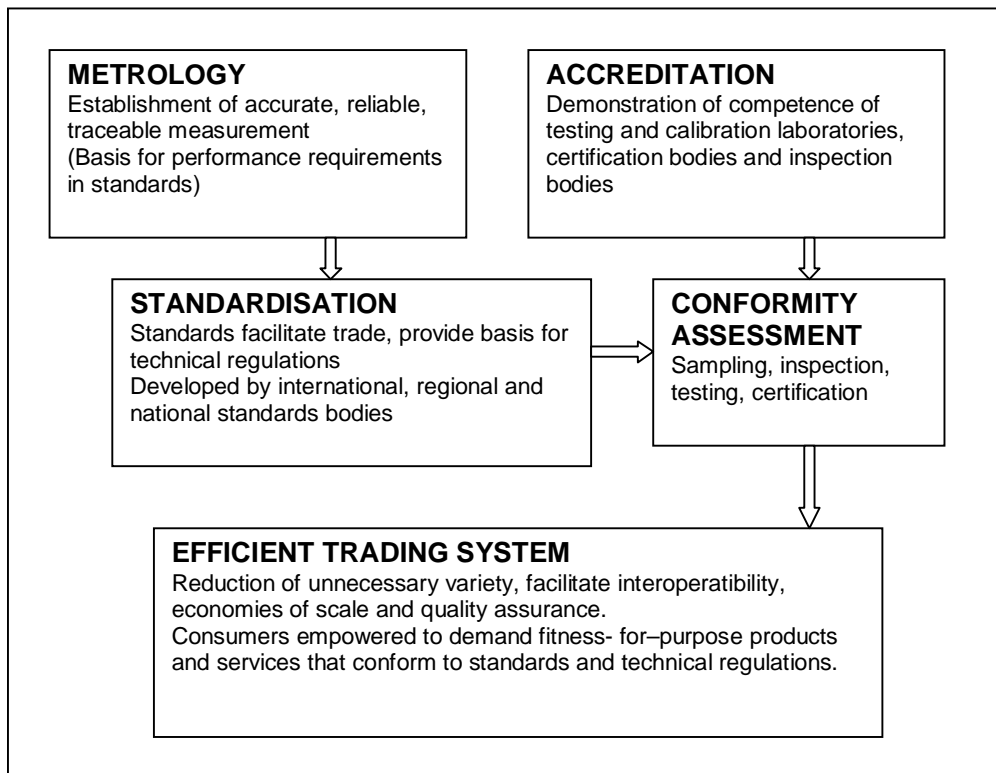 METROLOGY
Establishment of accurate, reliable,
traceable measurement
(Basis for performance requirements
in standards)
ACCREDITATION
Demonstration of competence of
testing and calibration laboratories,
certification bodies and inspection
bodies
STANDARDISATION
Standards facilitate trade, provide basis for
technical regulations
Developed by international, regional and
national standards bodies
CONFORMITY
ASSESSMENT
Sampling, inspection,
testing, certification
EFFICIENT TRADING SYSTEM
Reduction of unnecessary variety, facilitate interoperatibility,
economies of scale and quality assurance.
Consumers empowered to demand fitness- for–purpose products
and services that conform to standards and technical regulations.